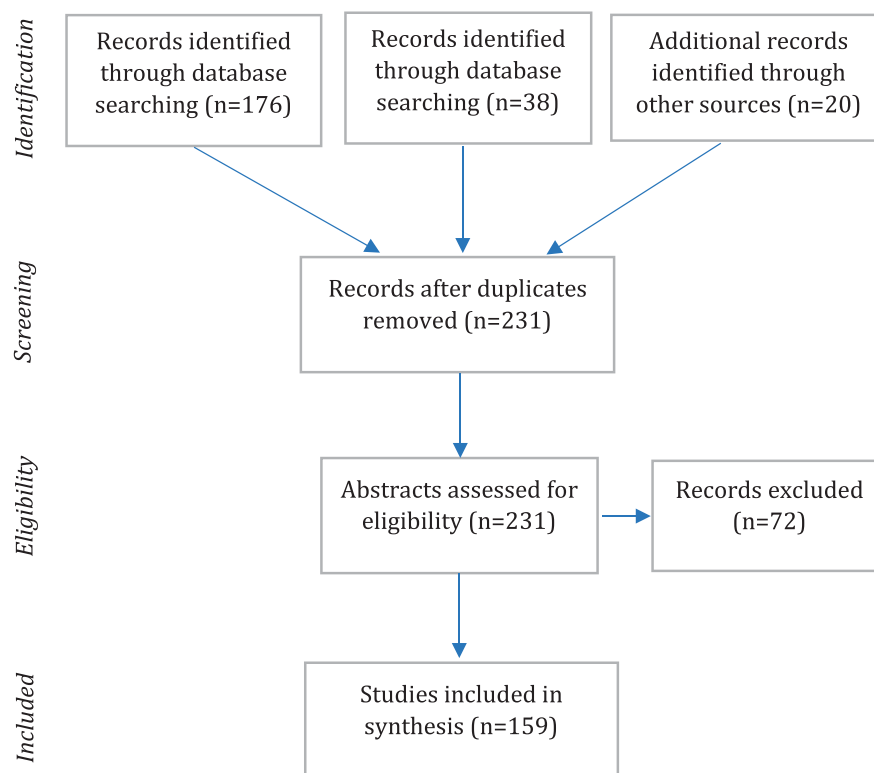 Identification
Records identified
through database
searching (n=176)
Records identified
through database
searching (n=38)
Additional records
identified through
other sources (n=20)
Screening
Records after duplicates
removed (n=231)
Eligibility
Abstracts assessed for
eligibility (n=231)
Records excluded
(n=72)
Included
Studies included in
synthesis (n=159)